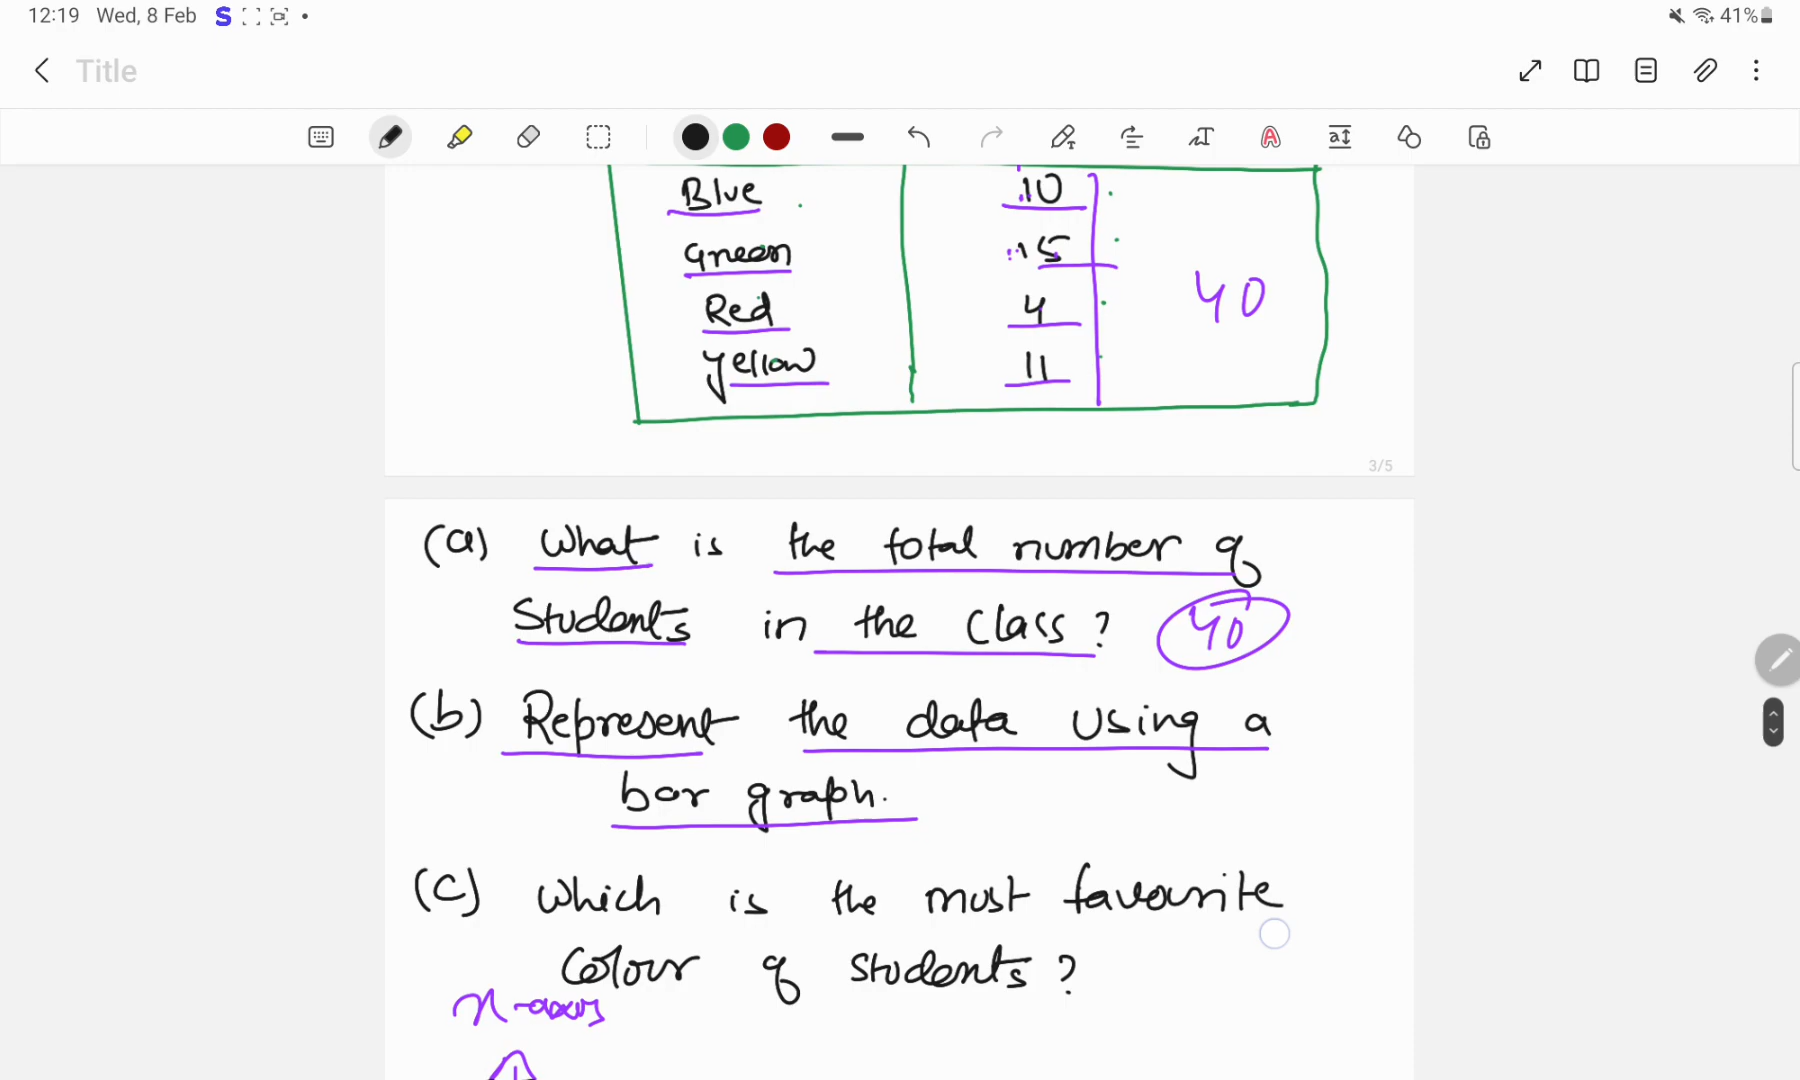 12:19 Wed, 8 Feb S 41%
Title
Blue 10
Green 15
Red 4 40
yellow 11
3/5
(a) What is the total number of
Students in the class? 40
(b) Represent the data using a
bar graph.
(c) which is the most favourite
Colour of students?
x-axis